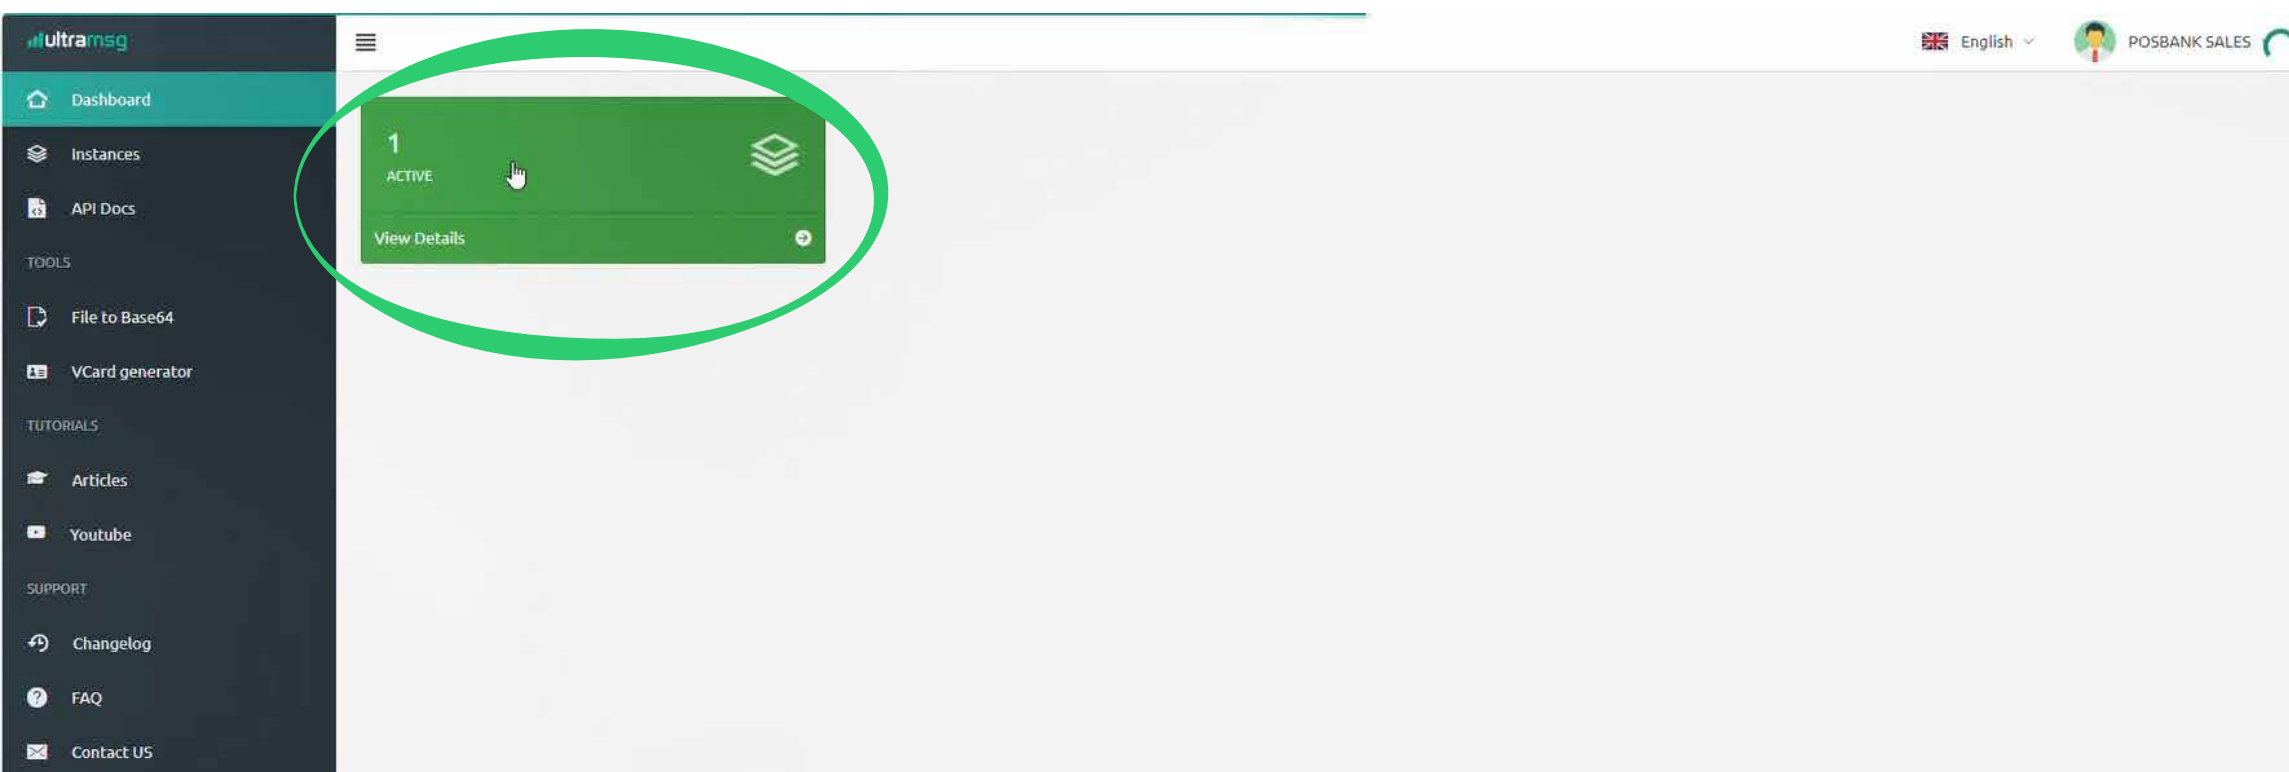 ultramsg
English
POSBANK SALES
Dashboard
Instances
API Docs
TOOLS
File to Base64
VCard generator
TUTORIALS
Articles
Youtube
SUPPORT
Changelog
FAQ
Contact US
1
ACTIVE
View Details